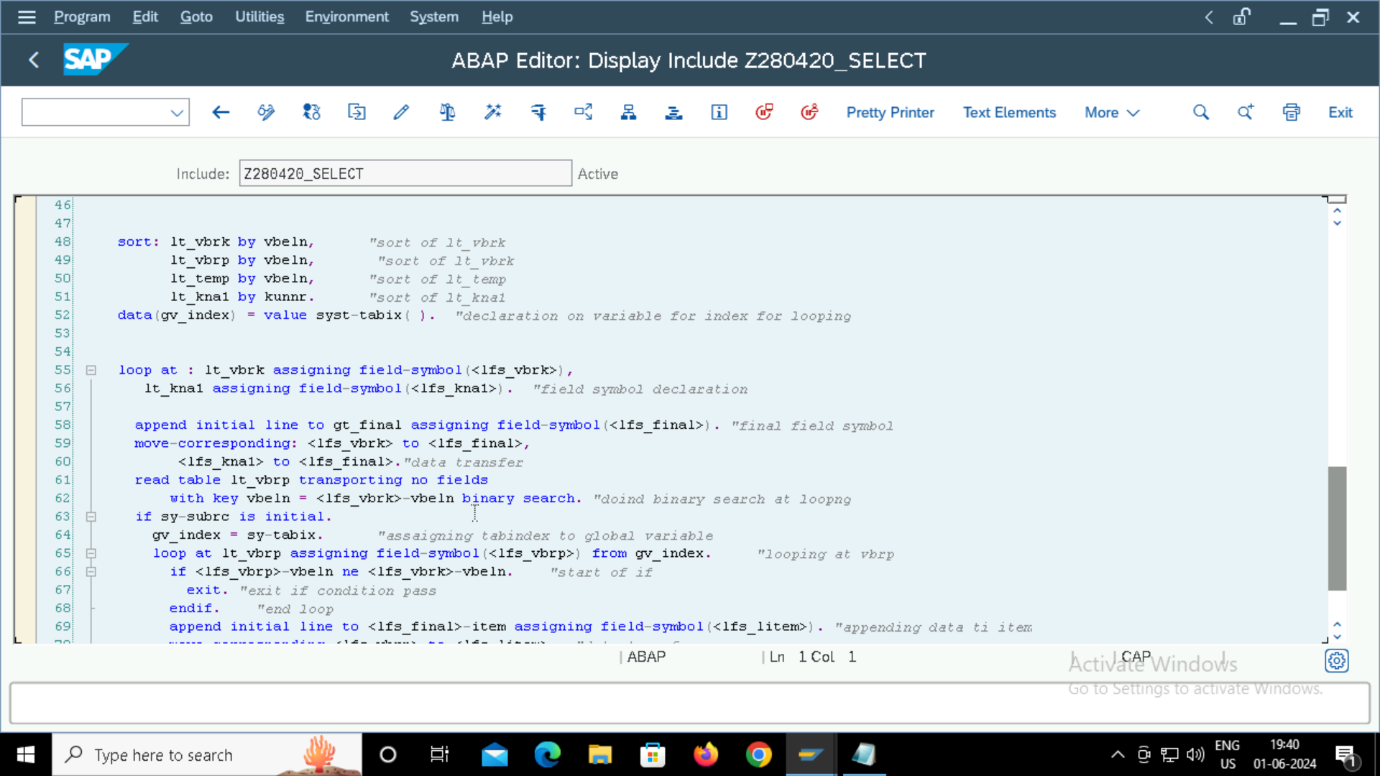 Program Edit Goto Utilities Environment System Help
SAP ABAP Editor: Display Include Z280420_SELECT
Pretty Printer Text Elements More Exit
Include: Z280420_SELECT Active
46
47
48 sort: lt_vbrk by vbeln, "sort of lt_vbrk
49 lt_vbrp by vbeln, "sort of lt_vbrk
50 lt_temp by vbeln, "sort of lt_temp
51 lt_kna1 by kunnr. "sort of lt_kna1
52 data(gv_index) = value syst-tabix( ). "declaration on variable for index for looping
53
54
55 loop at : lt_vbrk assigning field-symbol(<lfs_vbrk>),
56 lt_kna1 assigning field-symbol(<lfs_kna1>). "field symbol declaration
57
58 append initial line to gt_final assigning field-symbol(<lfs_final>). "final field symbol
59 move-corresponding: <lfs_vbrk> to <lfs_final>,
60 <lfs_kna1> to <lfs_final>."data transfer
61 read table lt_vbrp transporting no fields
62 with key vbeln = <lfs_vbrk>-vbeln binary search. "doind binary search at loopng
63 if sy-subrc is initial.
64 gv_index = sy-tabix. "assaigning tabindex to global variable
65 loop at lt_vbrp assigning field-symbol(<lfs_vbrp>) from gv_index. "looping at vbrp
66 if <lfs_vbrp>-vbeln ne <lfs_vbrk>-vbeln. "start of if
67 exit. "exit if condition pass
68 endif. "end loop
69 append initial line to <lfs_final>-item assigning field-symbol(<lfs_litem>). "appending data ti item
ABAP Ln 1 Col 1 CAP
Activate Windows
Go to Settings to activate Windows.
Type here to search
ENG
US
19:40
01-06-2024
1